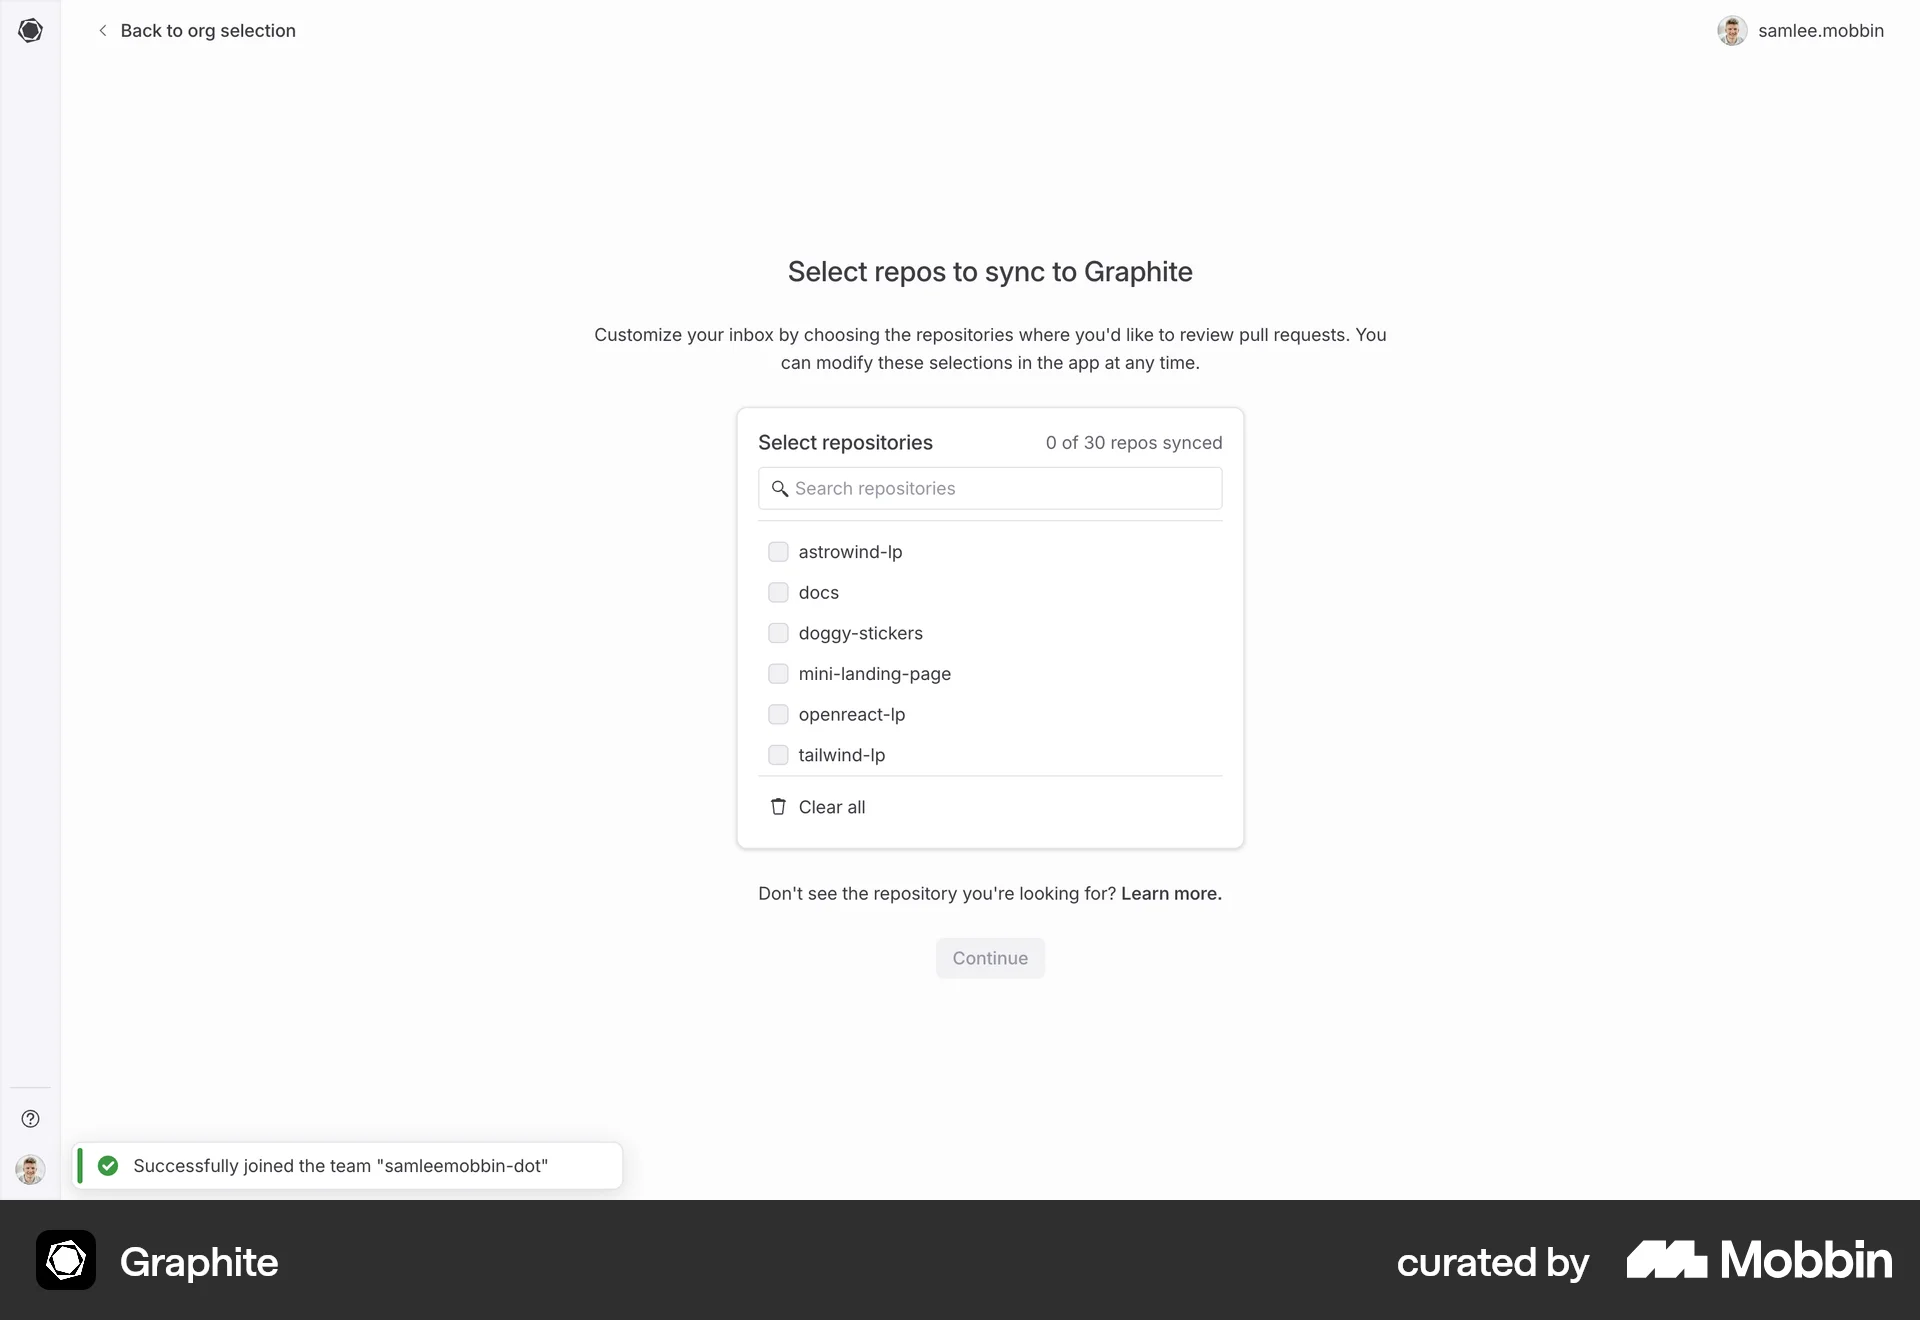 Back to org selection
samlee.mobbin
Select repos to sync to Graphite
Customize your inbox by choosing the repositories where you'd like to review pull requests. You
can modify these selections in the app at any time.
Select repositories
0 of 30 repos synced
Search repositories
astrowind-lp
docs
doggy-stickers
mini-landing-page
openreact-lp
tailwind-lp
Clear all
Don't see the repository you're looking for? Learn more.
Continue
Successfully joined the team "samleemobbin-dot"
Graphite
curated by
Mobbin